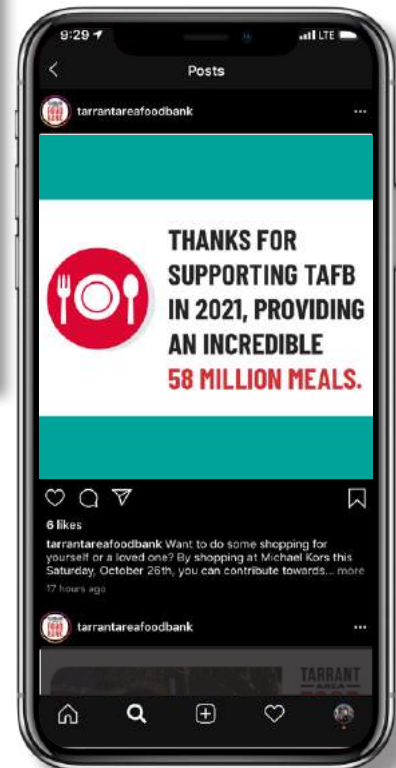 9:29
LTE
Posts
tarrantareafoodbank
THANKS FOR
SUPPORTING TAFB
IN 2021, PROVIDING
AN INCREDIBLE
58 MILLION MEALS.
6 likes
tarrantareafoodbank Want to do some shopping for
yourself or a loved one? By shopping at Michael Kors this
Saturday, October 26th, you can contribute towards... more
17 hours ago
tarrantareafoodbank
TARRANT
AREA